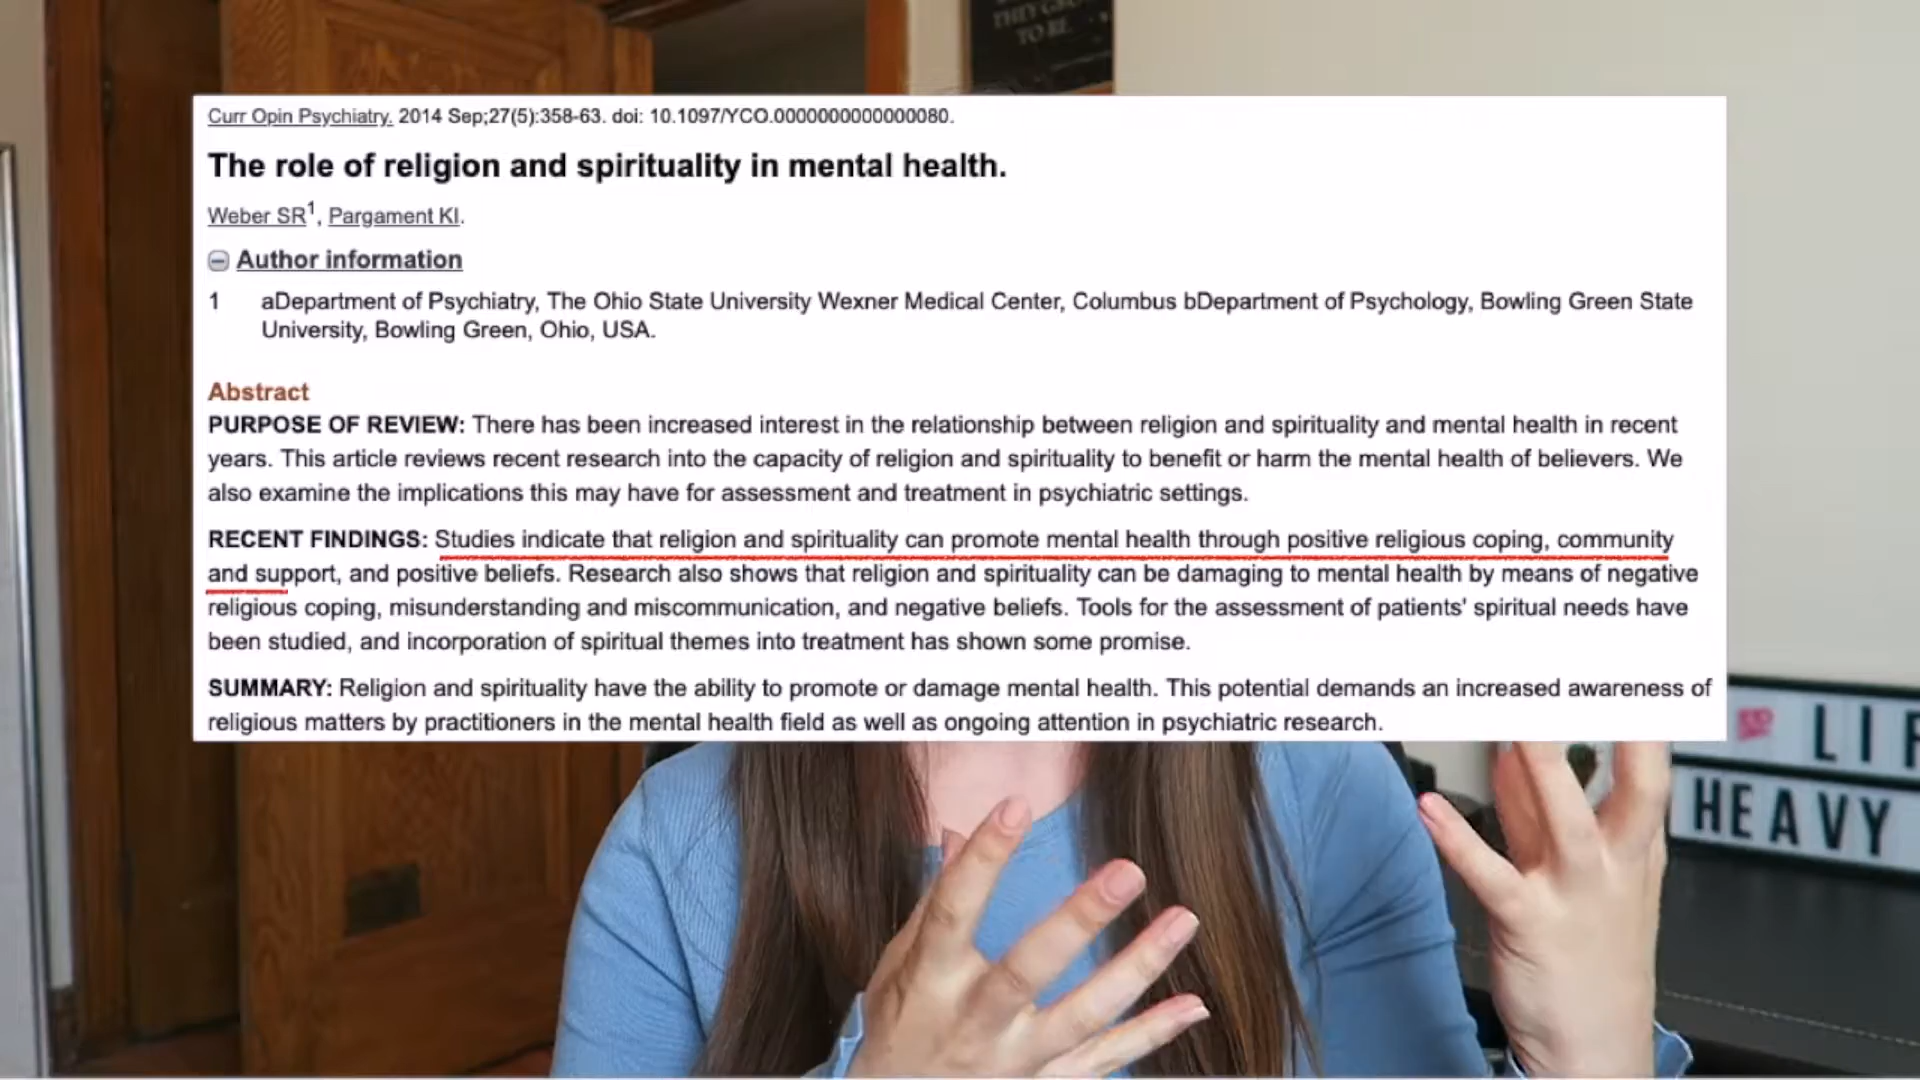 THEY GRO
TO BE.
Curr Opin Psychiatry. 2014 Sep;27(5):358-63. doi: 10.1097/YCO.0000000000000080.
The role of religion and spirituality in mental health.
Weber SR1, Pargament KI.
Author information
1 aDepartment of Psychiatry, The Ohio State University Wexner Medical Center, Columbus bDepartment of Psychology, Bowling Green State
University, Bowling Green, Ohio, USA.
Abstract
PURPOSE OF REVIEW: There has been increased interest in the relationship between religion and spirituality and mental health in recent
years. This article reviews recent research into the capacity of religion and spirituality to benefit or harm the mental health of believers. We
also examine the implications this may have for assessment and treatment in psychiatric settings.
RECENT FINDINGS: Studies indicate that religion and spirituality can promote mental health through positive religious coping, community
and support, and positive beliefs. Research also shows that religion and spirituality can be damaging to mental health by means of negative
religious coping, misunderstanding and miscommunication, and negative beliefs. Tools for the assessment of patients' spiritual needs have
been studied, and incorporation of spiritual themes into treatment has shown some promise.
SUMMARY: Religion and spirituality have the ability to promote or damage mental health. This potential demands an increased awareness of
religious matters by practitioners in the mental health field as well as ongoing attention in psychiatric research.
LIF
HEAVY